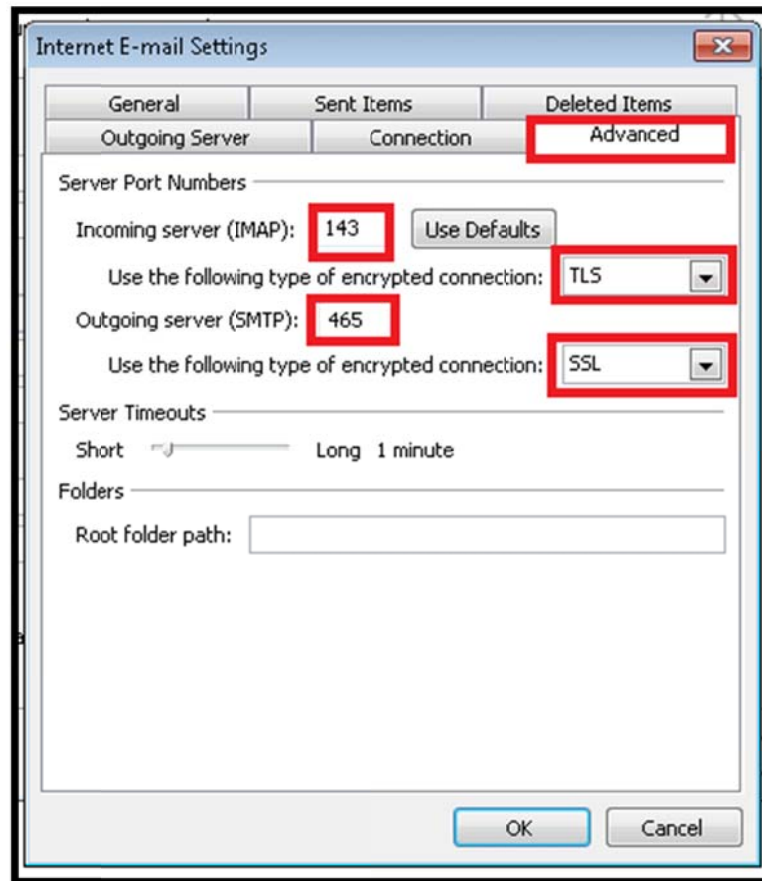 Internet E-mail Settings
General Sent Items Deleted Items
Outgoing Server Connection Advanced
Server Port Numbers
Incoming server (IMAP): 143 Use Defaults
Use the following type of encrypted connection: TLS
Outgoing server (SMTP): 465
Use the following type of encrypted connection: SSL
Server Timeouts
Short Long 1 minute
Folders
Root folder path:
OK Cancel